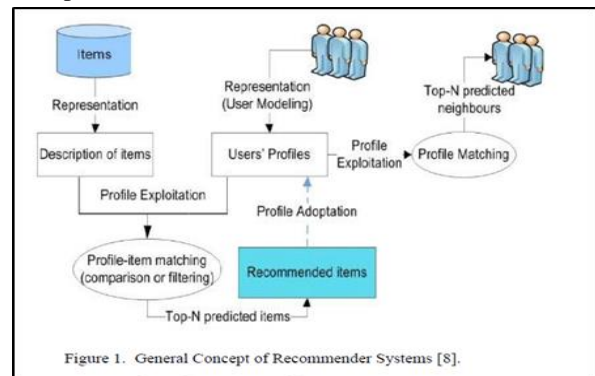 Items
Representation
Representation
(User Modeling)
Top-N predicted
neighbours
Description of items
Users' Profiles
Profile
Exploitation
Profile Matching
Profile Exploitation
Profile Adoption
Profile-item matching
(comparison or filtering)
Recommended items
Top-N predicted items
Figure 1. General Concept of Recommender Systems [8].